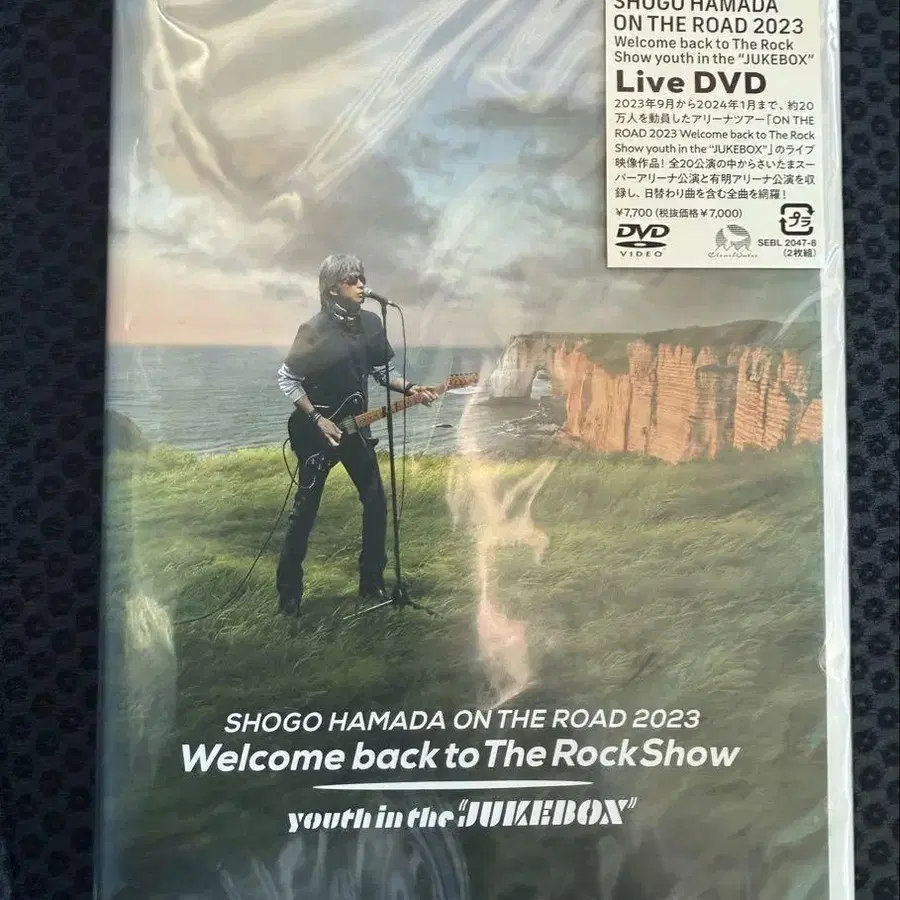 SHOGO HAMADA
ON THE ROAD 2023
Welcome back to The Rock
Show youth in the "JUKEBOX"
Live DVD
2023年9月から2024年1月まで、約20
万人を動員したアリーナツアー「ON THE
ROAD 2023 Welcome back to The Rock
Show youth in the "JUKEBOX"」のライブ
映像作品!全20公演の中からさいたまスー
パーアリーナ公演と有明アリーナ公演を収
録し、日替わり曲を含む全曲を網羅!
¥7,700(税抜価格¥7,000)
プラ
DVD
VIDEO
Clearwater
SEBL 2047-8
(2枚組)
SHOGO HAMADA ON THE ROAD 2023
Welcome back to The Rock Show
youth in the "JUKEBOX"